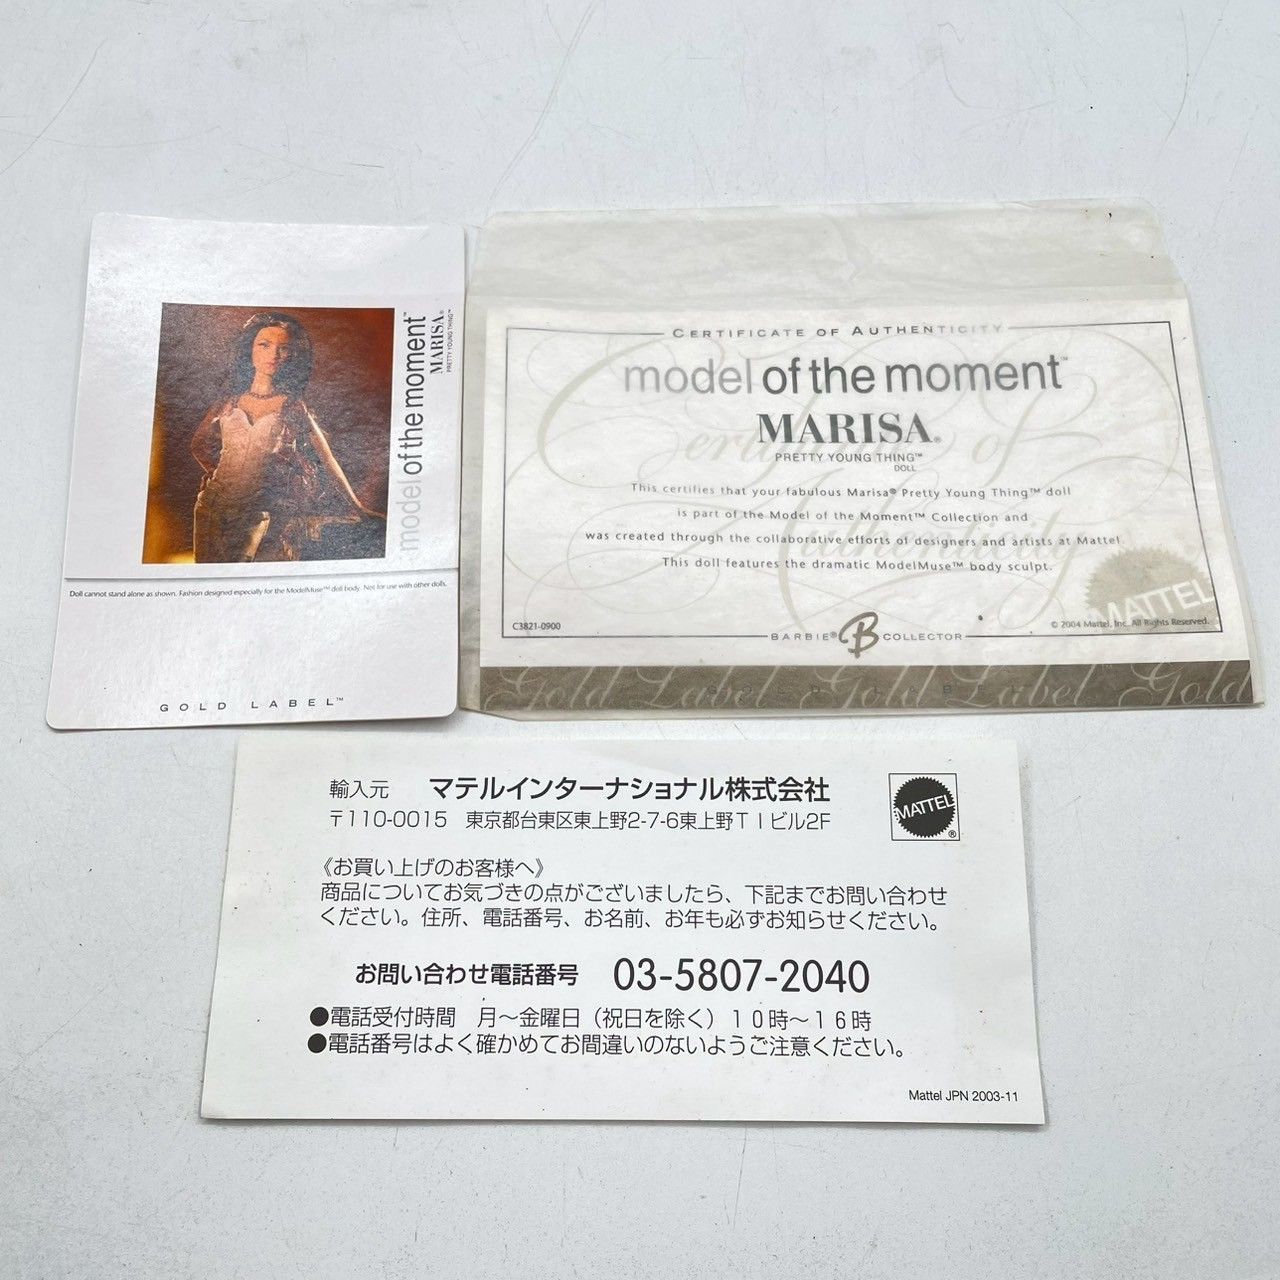 model of the moment™
MARISA®
PRETTY YOUNG THING™
Doll cannot stand alone as shown. Fashion designed especially for the ModelMuse™ doll body. Not for use with other dolls.
GOLD LABEL™
CERTIFICATE OF AUTHENTICITY
model of the moment™
MARISA®
PRETTY YOUNG THING™
DOLL
Certificate of Authenticity
This certifies that your fabulous Marisa® Pretty Young Thing™ doll
is part of the Model of the Moment™ Collection and
was created through the collaborative efforts of designers and artists at Mattel.
This doll features the dramatic ModelMuse™ body sculpt.
MATTEL
C3821-0900
BARBIE® B COLLECTOR
© 2004 Mattel, Inc. All Rights Reserved.
Gold Label Gold Label Gold
GOLD LABEL
輸入元 マテルインターナショナル株式会社
MATTEL®
〒110-0015 東京都台東区東上野2-7-6東上野TIビル2F
《お買い上げのお客様へ》
商品についてお気づきの点がございましたら、下記までお問い合わせ
ください。住所、電話番号、お名前、お年も必ずお知らせください。
お問い合わせ電話番号 03-5807-2040
●電話受付時間 月〜金曜日（祝日を除く）10時〜16時
●電話番号はよく確かめてお間違いのないようご注意ください。
Mattel JPN 2003-11